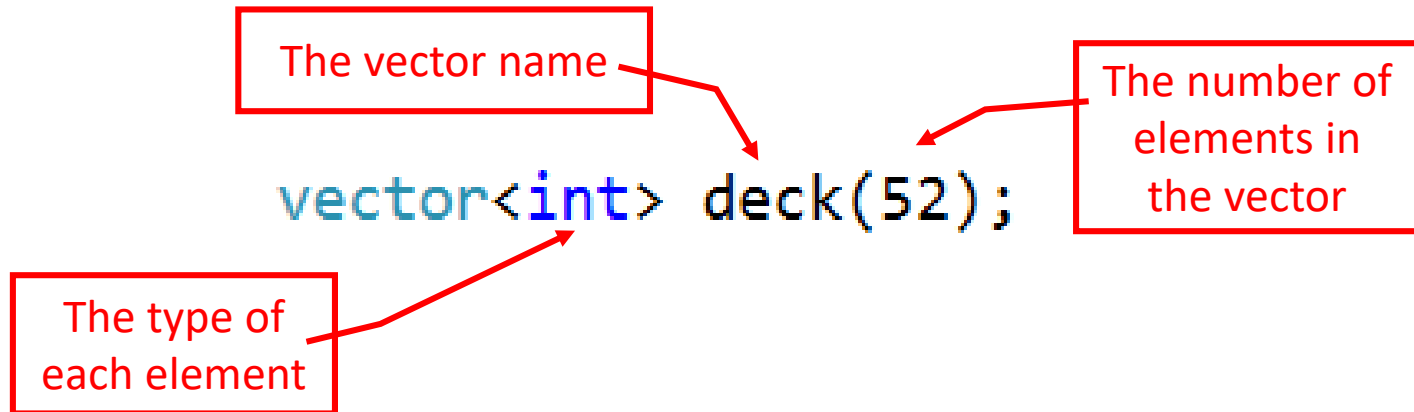 The vector name
The number of
elements in
the vector
vector<int> deck(52);
The type of
each element